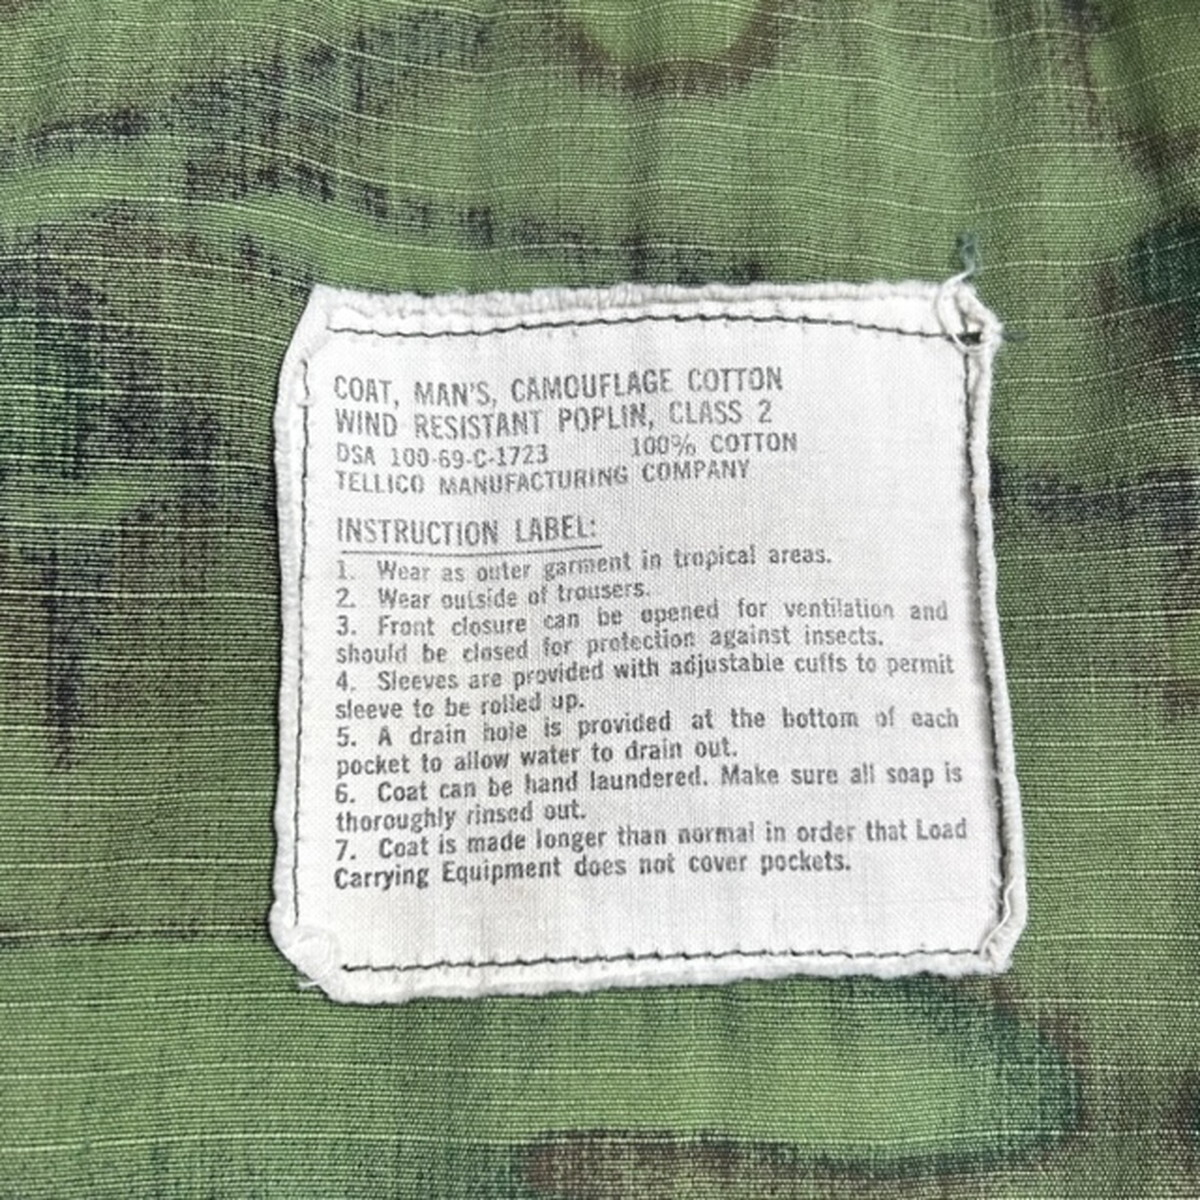 COAT, MAN'S, CAMOUFLAGE COTTON
WIND RESISTANT POPLIN, CLASS 2
DSA 100-69-C-1723 100% COTTON
TELLICO MANUFACTURING COMPANY
INSTRUCTION LABEL:
1. Wear as outer garment in tropical areas.
2. Wear outside of trousers.
3. Front closure can be opened for ventilation and
should be closed for protection against insects.
4. Sleeves are provided with adjustable cuffs to permit
sleeve to be rolled up.
5. A drain hole is provided at the bottom of each
pocket to allow water to drain out.
6. Coat can be hand laundered. Make sure all soap is
thoroughly rinsed out.
7. Coat is made longer than normal in order that Load
Carrying Equipment does not cover pockets.